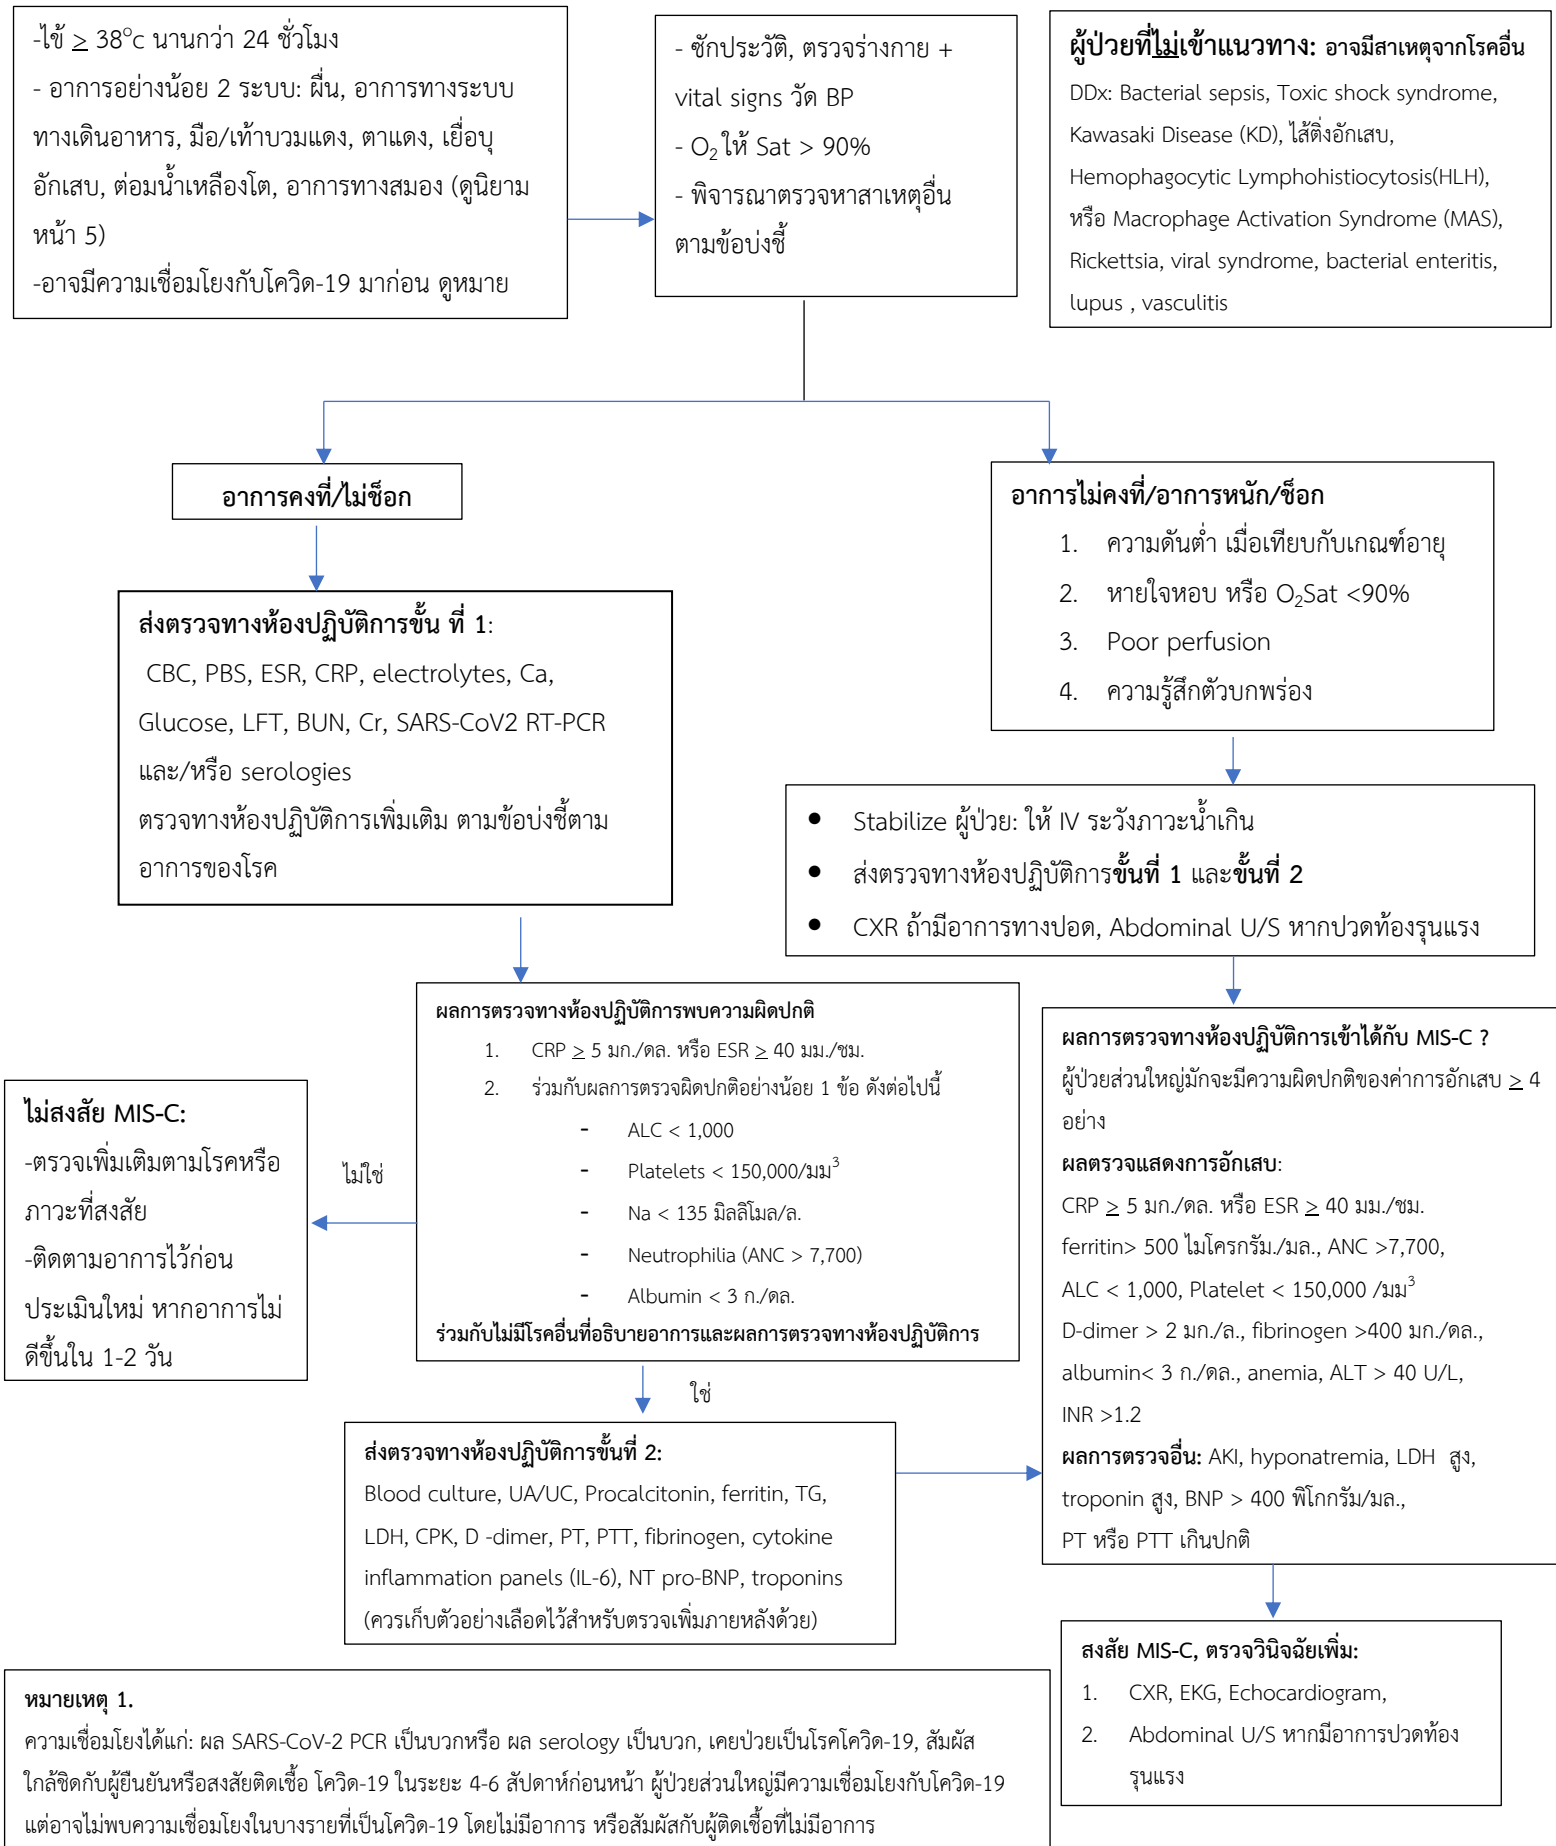 -ไข้ ≥ 38°c นานกว่า 24 ชั่วโมง
- อาการอย่างน้อย 2 ระบบ: ผื่น, อาการทางระบบ
ทางเดินอาหาร, มือ/เท้าบวมแดง, ตาแดง, เยื่อบุ
อักเสบ, ต่อมน้ำเหลืองโต, อาการทางสมอง (ดูนิยาม
หน้า 5)
-อาจมีความเชื่อมโยงกับโควิด-19 มาก่อน ดูหมาย
- ซักประวัติ, ตรวจร่างกาย +
vital signs วัด BP
- O₂ ให้ Sat > 90%
- พิจารณาตรวจหาสาเหตุอื่น
ตามข้อบ่งชี้
ผู้ป่วยที่ไม่เข้าแนวทาง: อาจมีสาเหตุจากโรคอื่น
DDx: Bacterial sepsis, Toxic shock syndrome,
Kawasaki Disease (KD), ไส้ติ่งอักเสบ,
Hemophagocytic Lymphohistiocytosis(HLH),
หรือ Macrophage Activation Syndrome (MAS),
Rickettsia, viral syndrome, bacterial enteritis,
lupus , vasculitis
อาการคงที่/ไม่ช็อก
อาการไม่คงที่/อาการหนัก/ช็อก
1. ความดันต่ำ เมื่อเทียบกับเกณฑ์อายุ
2. หายใจหอบ หรือ O₂Sat <90%
3. Poor perfusion
4. ความรู้สึกตัวบกพร่อง
ส่งตรวจทางห้องปฏิบัติการขั้น ที่ 1:
CBC, PBS, ESR, CRP, electrolytes, Ca,
Glucose, LFT, BUN, Cr, SARS-CoV2 RT-PCR
และ/หรือ serologies
ตรวจทางห้องปฏิบัติการเพิ่มเติม ตามข้อบ่งชี้ตาม
อาการของโรค
● Stabilize ผู้ป่วย: ให้ IV ระวังภาวะน้ำเกิน
● ส่งตรวจทางห้องปฏิบัติการขั้นที่ 1 และขั้นที่ 2
● CXR ถ้ามีอาการทางปอด, Abdominal U/S หากปวดท้องรุนแรง
ผลการตรวจทางห้องปฏิบัติการพบความผิดปกติ
1. CRP ≥ 5 มก./ดล. หรือ ESR ≥ 40 มม./ชม.
2. ร่วมกับผลการตรวจผิดปกติอย่างน้อย 1 ข้อ ดังต่อไปนี้
- ALC < 1,000
- Platelets < 150,000/มม³
- Na < 135 มิลลิโมล/ล.
- Neutrophilia (ANC > 7,700)
- Albumin < 3 ก./ดล.
ร่วมกับไม่มีโรคอื่นที่อธิบายอาการและผลการตรวจทางห้องปฏิบัติการ
ไม่ใช่
ไม่สงสัย MIS-C:
-ตรวจเพิ่มเติมตามโรคหรือ
ภาวะที่สงสัย
-ติดตามอาการไว้ก่อน
ประเมินใหม่ หากอาการไม่
ดีขึ้นใน 1-2 วัน
ใช่
ส่งตรวจทางห้องปฏิบัติการขั้นที่ 2:
Blood culture, UA/UC, Procalcitonin, ferritin, TG,
LDH, CPK, D -dimer, PT, PTT, fibrinogen, cytokine
inflammation panels (IL-6), NT pro-BNP, troponins
(ควรเก็บตัวอย่างเลือดไว้สำหรับตรวจเพิ่มภายหลังด้วย)
ผลการตรวจทางห้องปฏิบัติการเข้าได้กับ MIS-C ?
ผู้ป่วยส่วนใหญ่มักจะมีความผิดปกติของค่าการอักเสบ ≥ 4
อย่าง
ผลตรวจแสดงการอักเสบ:
CRP ≥ 5 มก./ดล. หรือ ESR ≥ 40 มม./ชม.
ferritin> 500 ไมโครกรัม./มล., ANC >7,700,
ALC < 1,000, Platelet < 150,000 /มม³
D-dimer > 2 มก./ล., fibrinogen >400 มก./ดล.,
albumin< 3 ก./ดล., anemia, ALT > 40 U/L,
INR >1.2
ผลการตรวจอื่น: AKI, hyponatremia, LDH สูง,
troponin สูง, BNP > 400 พิโกกรัม/มล.,
PT หรือ PTT เกินปกติ
สงสัย MIS-C, ตรวจวินิจฉัยเพิ่ม:
1. CXR, EKG, Echocardiogram,
2. Abdominal U/S หากมีอาการปวดท้อง
รุนแรง
หมายเหตุ 1.
ความเชื่อมโยงได้แก่: ผล SARS-CoV-2 PCR เป็นบวกหรือ ผล serology เป็นบวก, เคยป่วยเป็นโรคโควิด-19, สัมผัส
ใกล้ชิดกับผู้ยืนยันหรือสงสัยติดเชื้อ โควิด-19 ในระยะ 4-6 สัปดาห์ก่อนหน้า ผู้ป่วยส่วนใหญ่มีความเชื่อมโยงกับโควิด-19
แต่อาจไม่พบความเชื่อมโยงในบางรายที่เป็นโควิด-19 โดยไม่มีอาการ หรือสัมผัสกับผู้ติดเชื้อที่ไม่มีอาการ